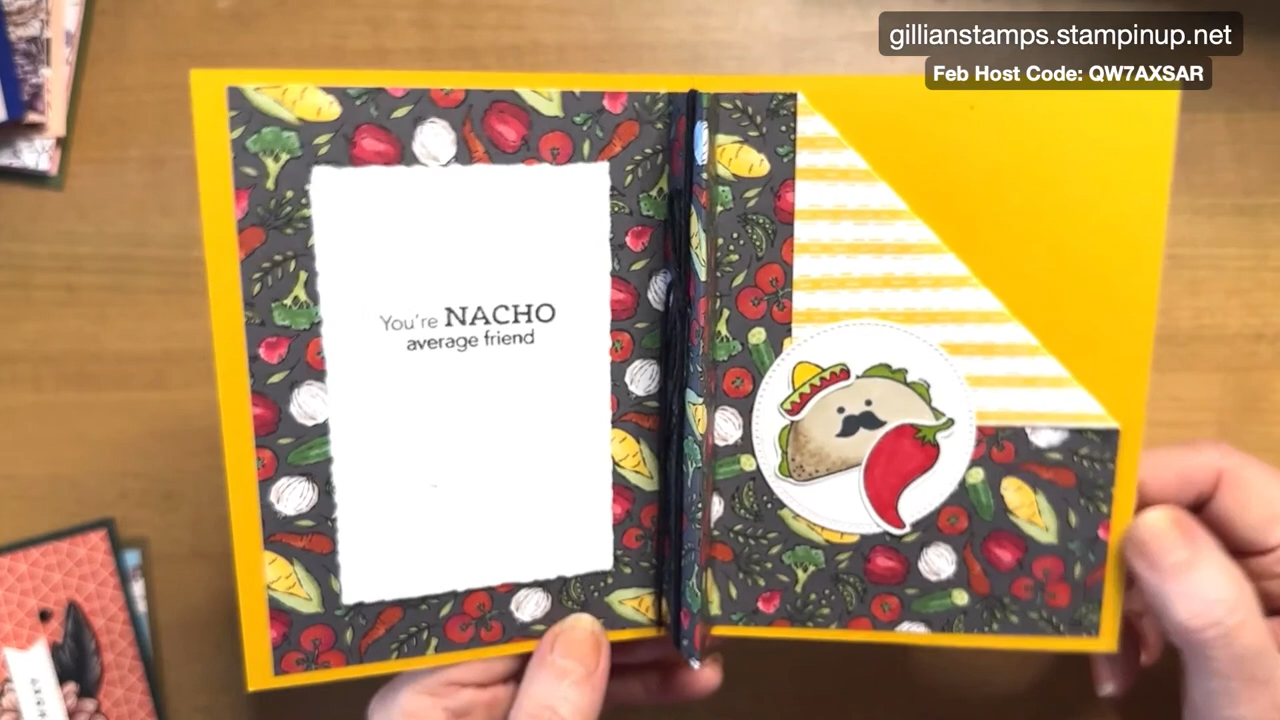 gillianstamps.stampinup.net
Feb Host Code: QW7AXSAR
You're NACHO
average friend